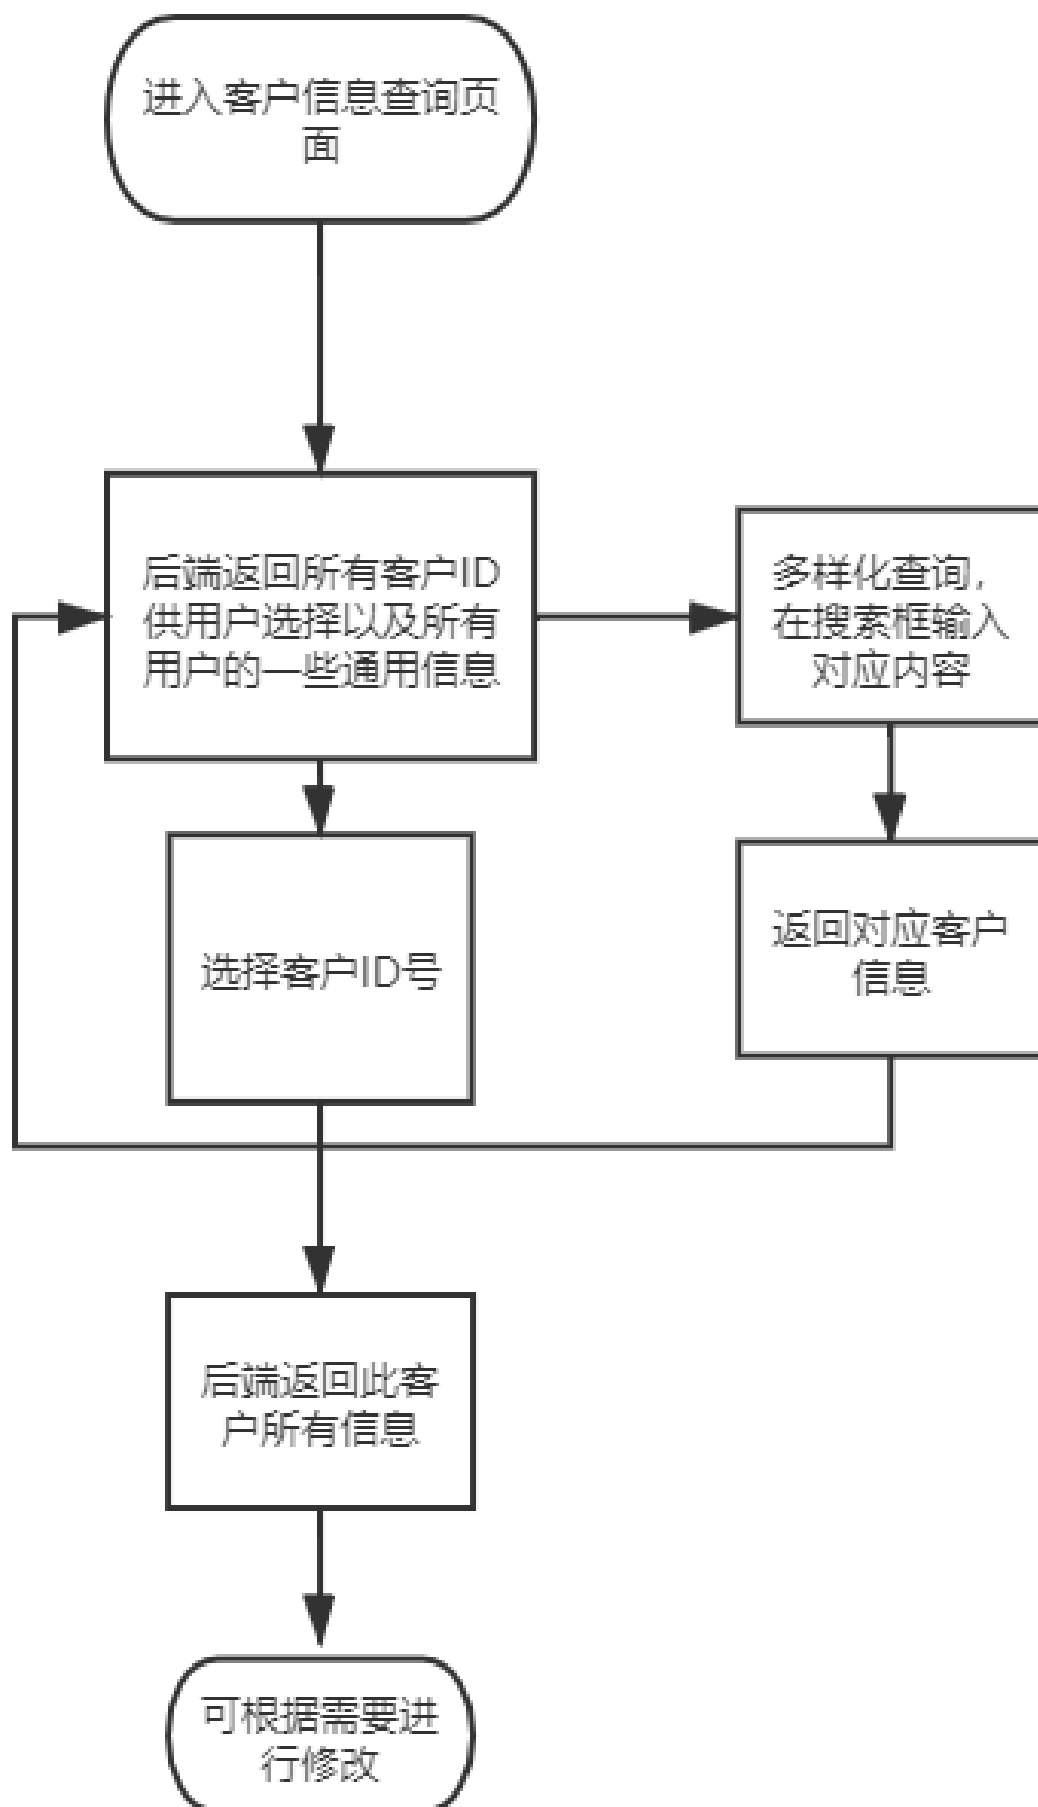 进入客户信息查询页
面
后端返回所有客户ID
供用户选择以及所有
用户的一些通用信息
多样化查询,
在搜索框输入
对应内容
选择客户ID号
返回对应客户
信息
后端返回此客
户所有信息
可根据需要进
行修改